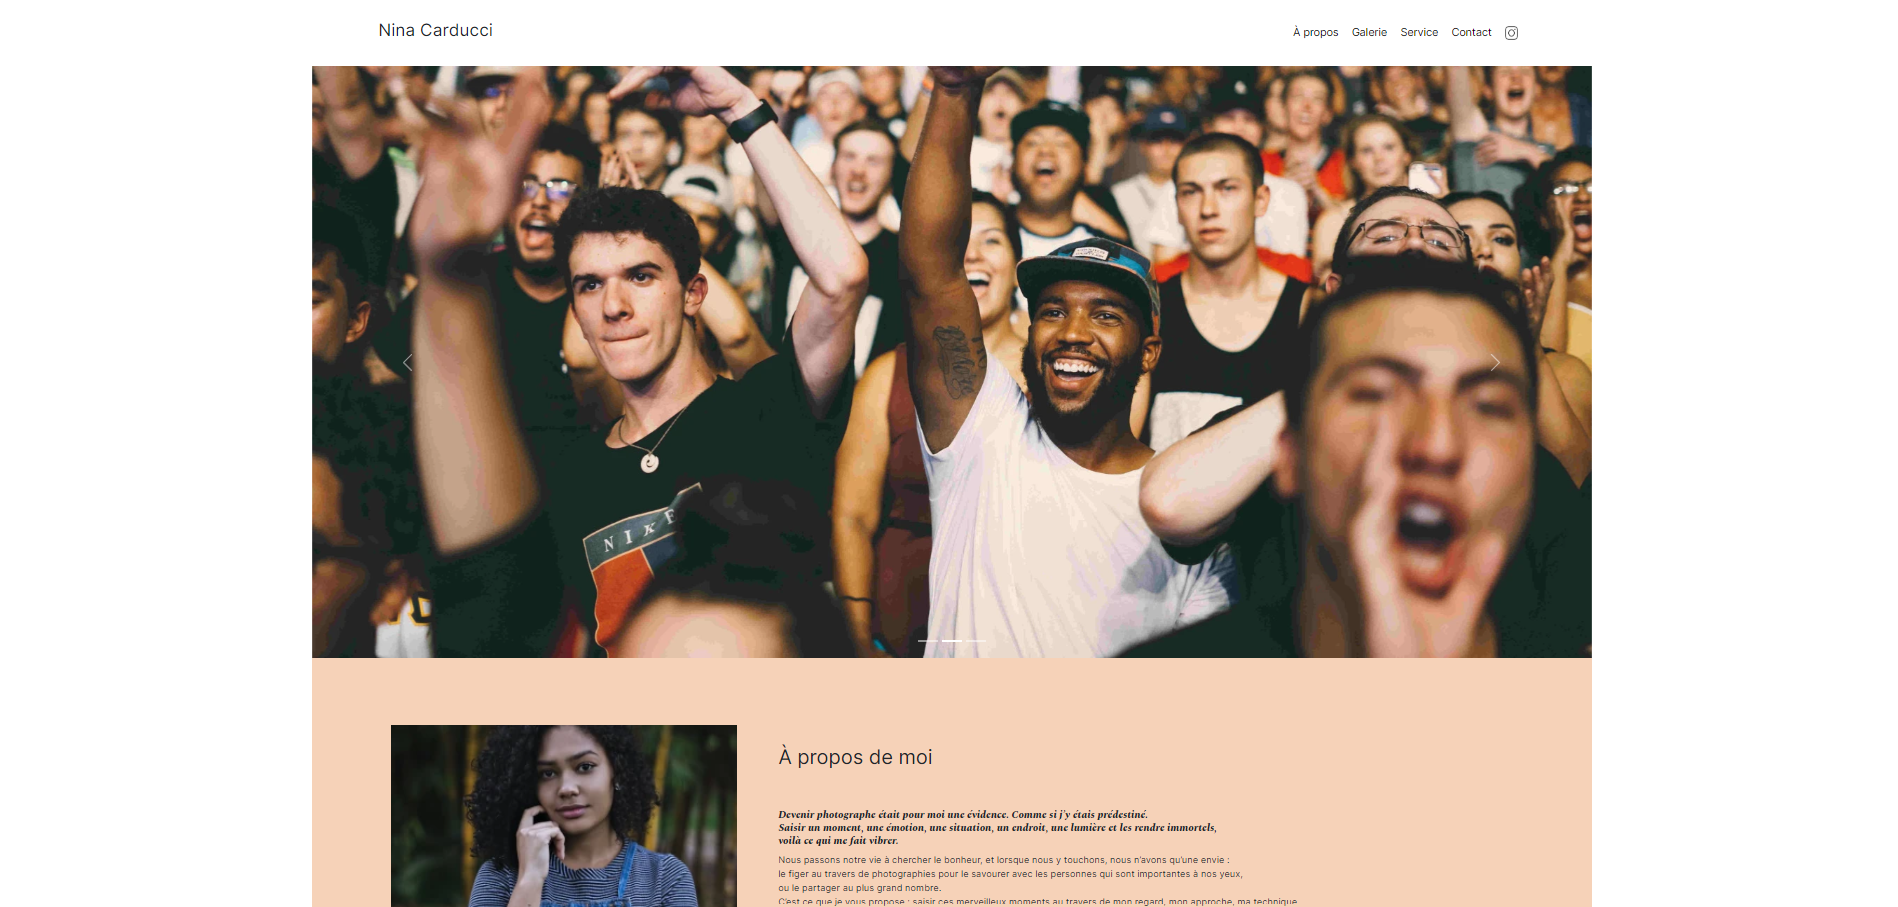 Nina Carducci
À propos Galerie Service Contact
NIKE
À propos de moi
Devenir photographe était pour moi une évidence. Comme si j'y étais prédestiné.
Saisir un moment, une émotion, une situation, un endroit, une lumière et les rendre immortels,
voilà ce qui me fait vibrer.
Nous passons notre vie à chercher le bonheur, et lorsque nous y touchons, nous n'avons qu'une envie :
le figer au travers de photographies pour le savourer avec les personnes qui sont importantes à nos yeux,
ou le partager au plus grand nombre.
C'est ce que je vous propose : saisir ces merveilleux moments au travers de mon regard, mon approche, ma technique